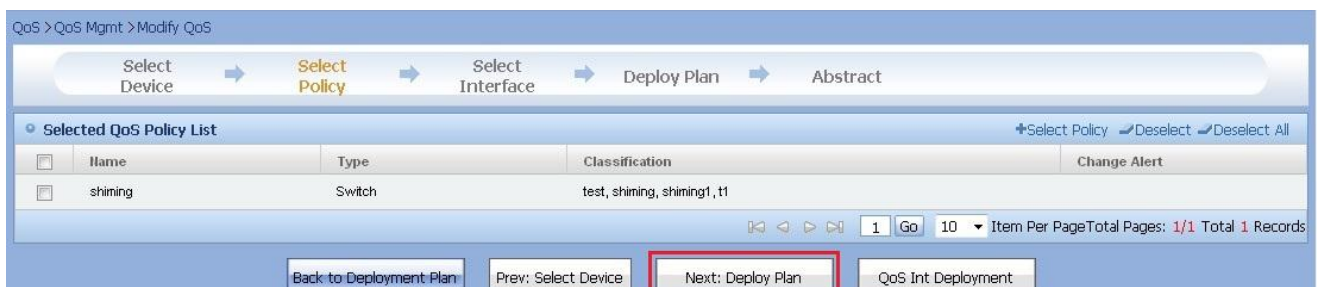 QoS >QoS Mgmt >Modify QoS
Select Device
Select Policy
Select Interface
Deploy Plan
Abstract
Selected QoS Policy List
Select Policy Deselect Deselect All
Name Type Classification Change Alert
shiming Switch test, shiming, shiming1, t1
1 Go 10 Item Per PageTotal Pages: 1/1 Total 1 Records
Back to Deployment Plan Prev: Select Device Next: Deploy Plan QoS Int Deployment